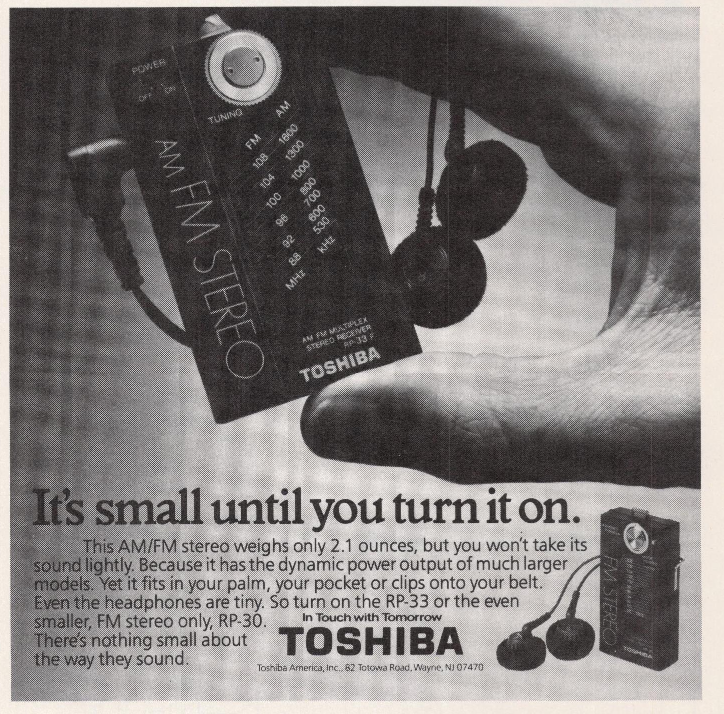 POWER
OFF ON
TUNING
FM AM
108 1600
104 1300
100 1000
96 800
92 700
88 600
MHz 530
kHz
AM FM STEREO
AM FM MULTIPLEX
STEREO RECEIVER
RP-33 F
TOSHIBA
It's small until you turn it on.
This AM/FM stereo weighs only 2.1 ounces, but you won't take its
sound lightly. Because it has the dynamic power output of much larger
models. Yet it fits in your palm, your pocket or clips onto your belt.
Even the headphones are tiny. So turn on the RP-33 or the even
smaller, FM stereo only, RP-30.
There's nothing small about
the way they sound.
In Touch with Tomorrow
TOSHIBA
Toshiba America, Inc., 82 Totowa Road, Wayne, NJ 07470
FM STEREO
TOSHIBA